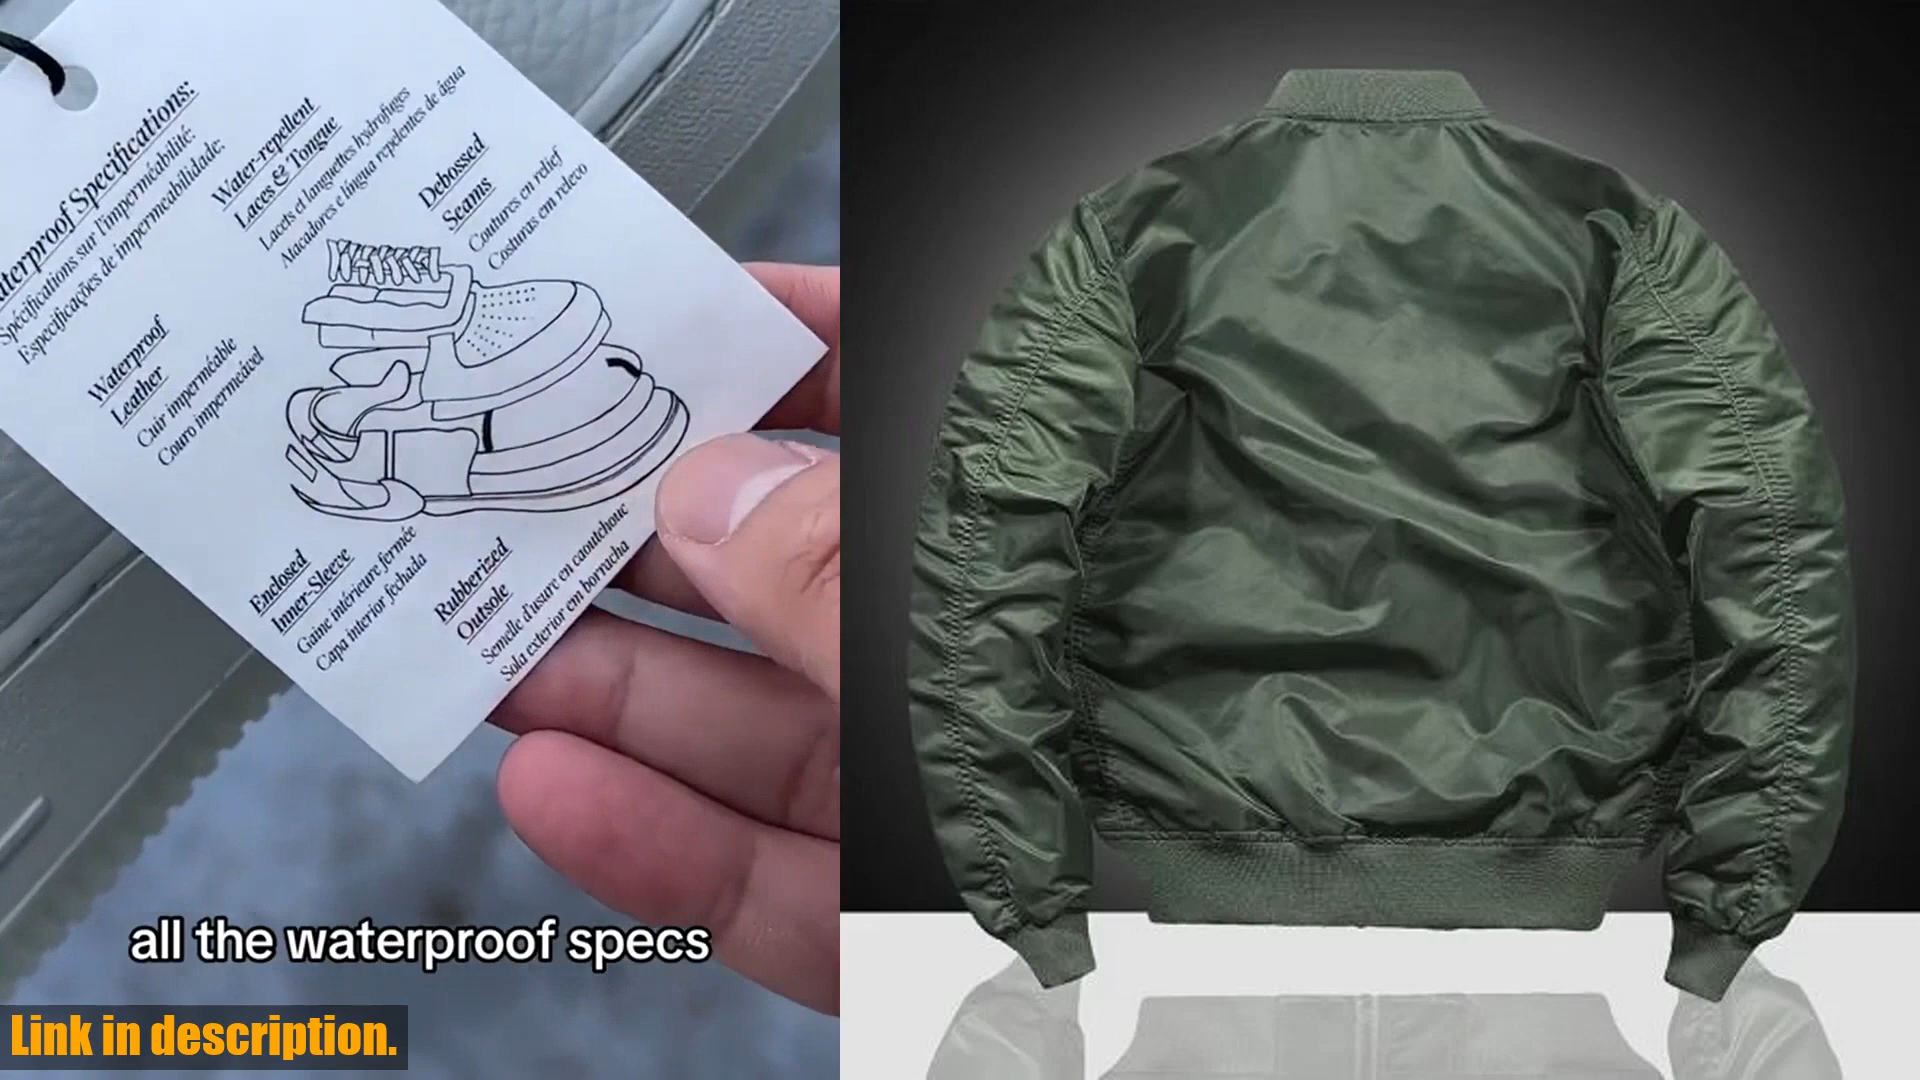 aterproof Specifications:
Spécifications sur l'imperméabilité:
Especificações de impermeabilidade:
Water-repellent
Laces & Tongue
Lacets et languettes hydrofuges
Atacadores e língua repelentes de água
Debossed
Seams
Coutures en relief
Costuras em relevo
Waterproof
Leather
Cuir imperméable
Couro impermeável
Enclosed
Inner-Sleeve
Gaine intérieure fermée
Capa interior fechada
Rubberized
Outsole
Semelle d'usure en caoutchouc
Sola exterior em borracha
all the waterproof specs
Link in description.